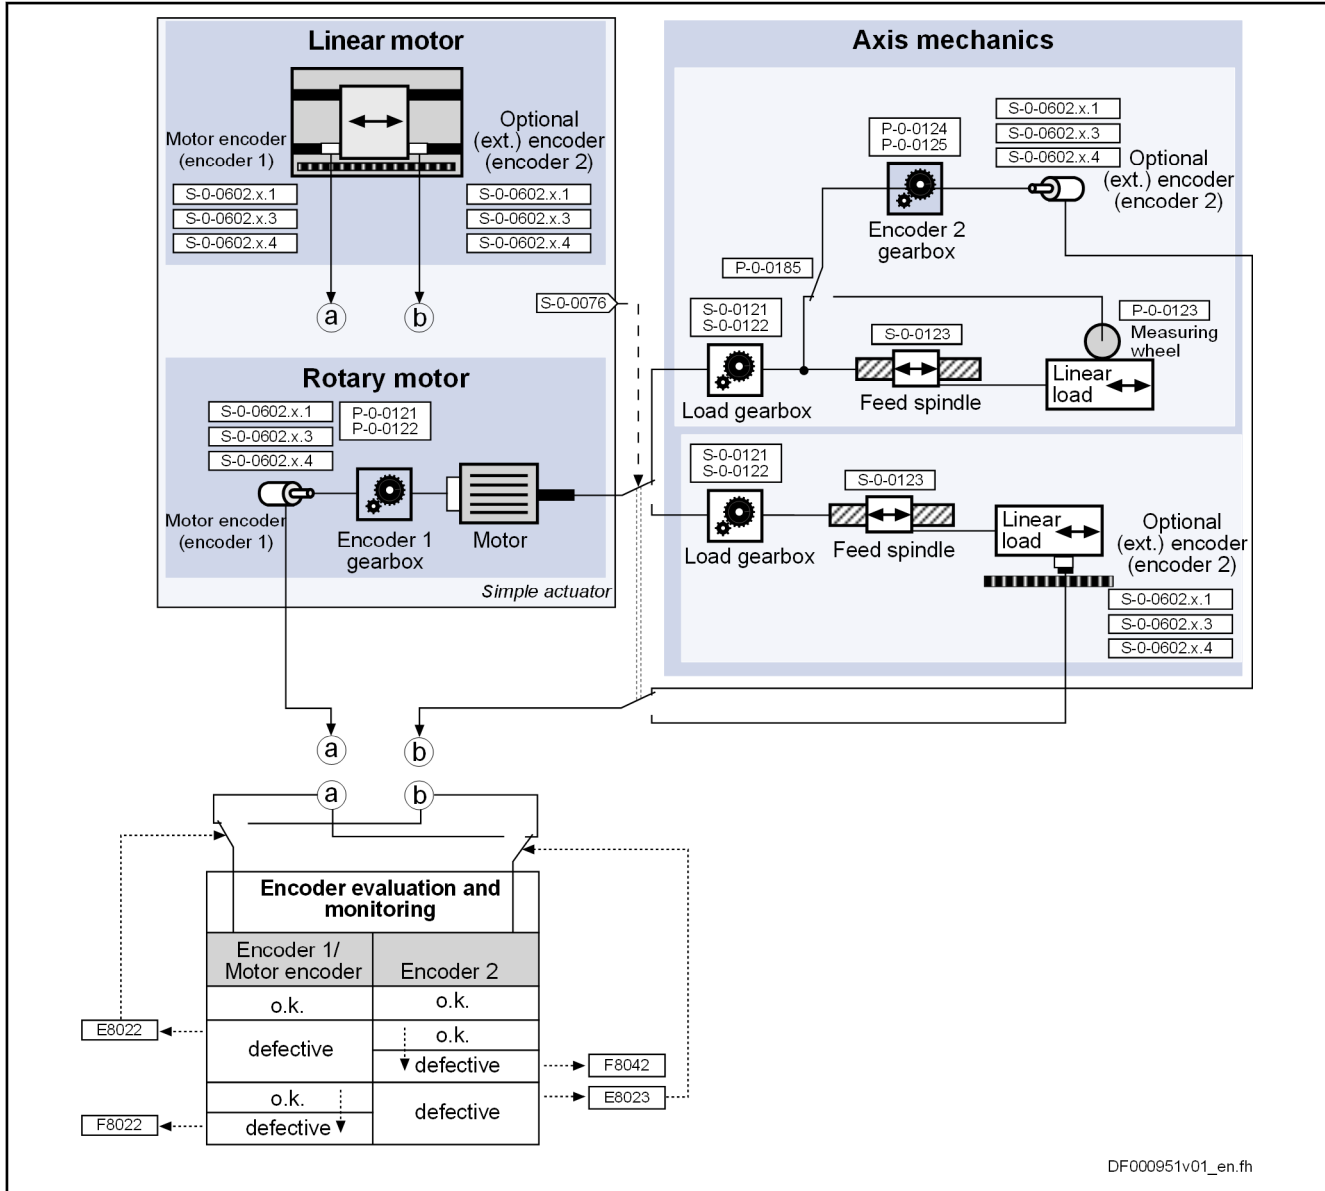 Linear motor
Motor encoder
(encoder 1)
S-0-0602.x.1
S-0-0602.x.3
S-0-0602.x.4
Optional
(ext.) encoder
(encoder 2)
S-0-0602.x.1
S-0-0602.x.3
S-0-0602.x.4
a
b
S-0-0076
Rotary motor
S-0-0602.x.1
S-0-0602.x.3
S-0-0602.x.4
P-0-0121
P-0-0122
Motor encoder
(encoder 1)
Encoder 1
gearbox
Motor
Simple actuator
Axis mechanics
P-0-0124
P-0-0125
S-0-0602.x.1
S-0-0602.x.3
S-0-0602.x.4
Optional
(ext.) encoder
(encoder 2)
Encoder 2
gearbox
P-0-0185
S-0-0121
S-0-0122
Load gearbox
S-0-0123
Feed spindle
P-0-0123
Measuring
wheel
Linear
load
S-0-0121
S-0-0122
Load gearbox
S-0-0123
Feed spindle
Linear
load
Optional
(ext.) encoder
(encoder 2)
S-0-0602.x.1
S-0-0602.x.3
S-0-0602.x.4
a
b
a
b
Encoder evaluation and
monitoring
Encoder 1/
Motor encoder
Encoder 2
o.k.
o.k.
E8022
defective
o.k.
defective
F8042
o.k.
defective
E8023
F8022
defective
DF000951v01_en.fh